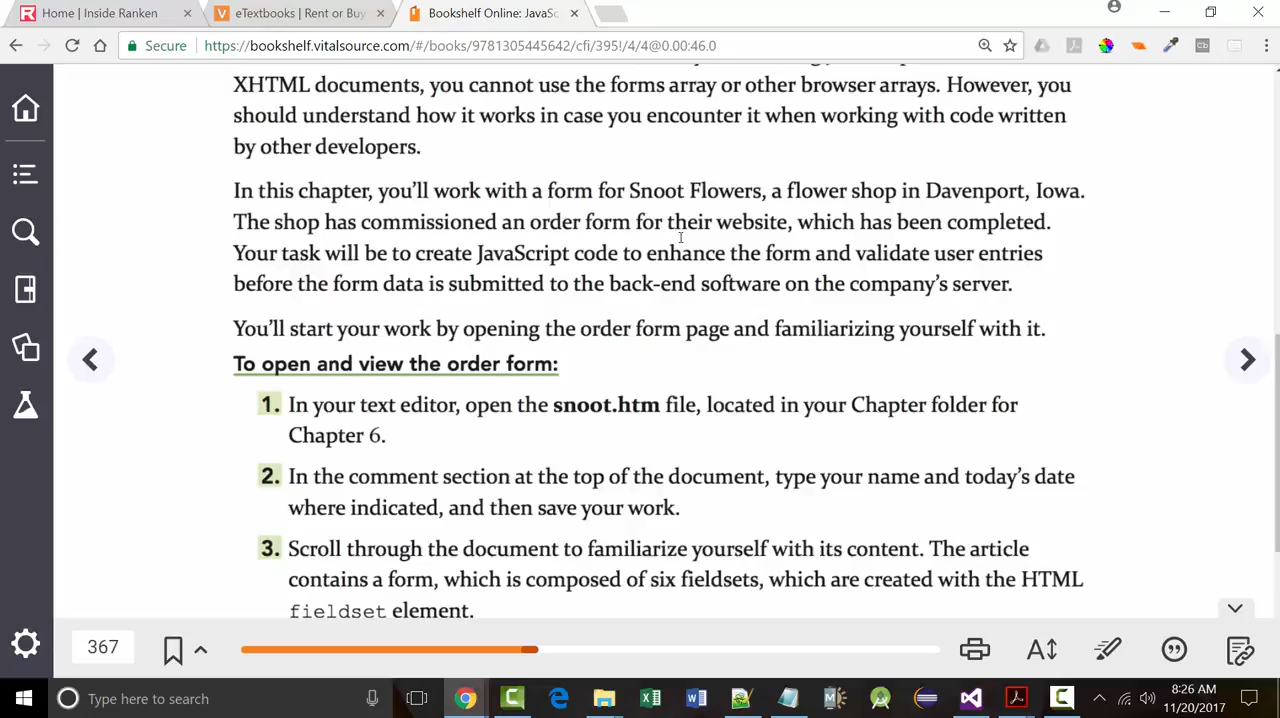 Home | Inside Ranken
eTextbooks | Rent or Buy
Bookshelf Online: JavaSc
Secure
https://bookshelf.vitalsource.com/#/books/9781305445642/cfi/395!/4/4@0.00:46.0
XHTML documents, you cannot use the forms array or other browser arrays. However, you
should understand how it works in case you encounter it when working with code written
by other developers.
In this chapter, you'll work with a form for Snoot Flowers, a flower shop in Davenport, Iowa.
The shop has commissioned an order form for their website, which has been completed.
Your task will be to create JavaScript code to enhance the form and validate user entries
before the form data is submitted to the back-end software on the company's server.
You'll start your work by opening the order form page and familiarizing yourself with it.
To open and view the order form:
1. In your text editor, open the snoot.htm file, located in your Chapter folder for
Chapter 6.
2. In the comment section at the top of the document, type your name and today's date
where indicated, and then save your work.
3. Scroll through the document to familiarize yourself with its content. The article
contains a form, which is composed of six fieldsets, which are created with the HTML
fieldset element.
367
Type here to search
8:26 AM
11/20/2017